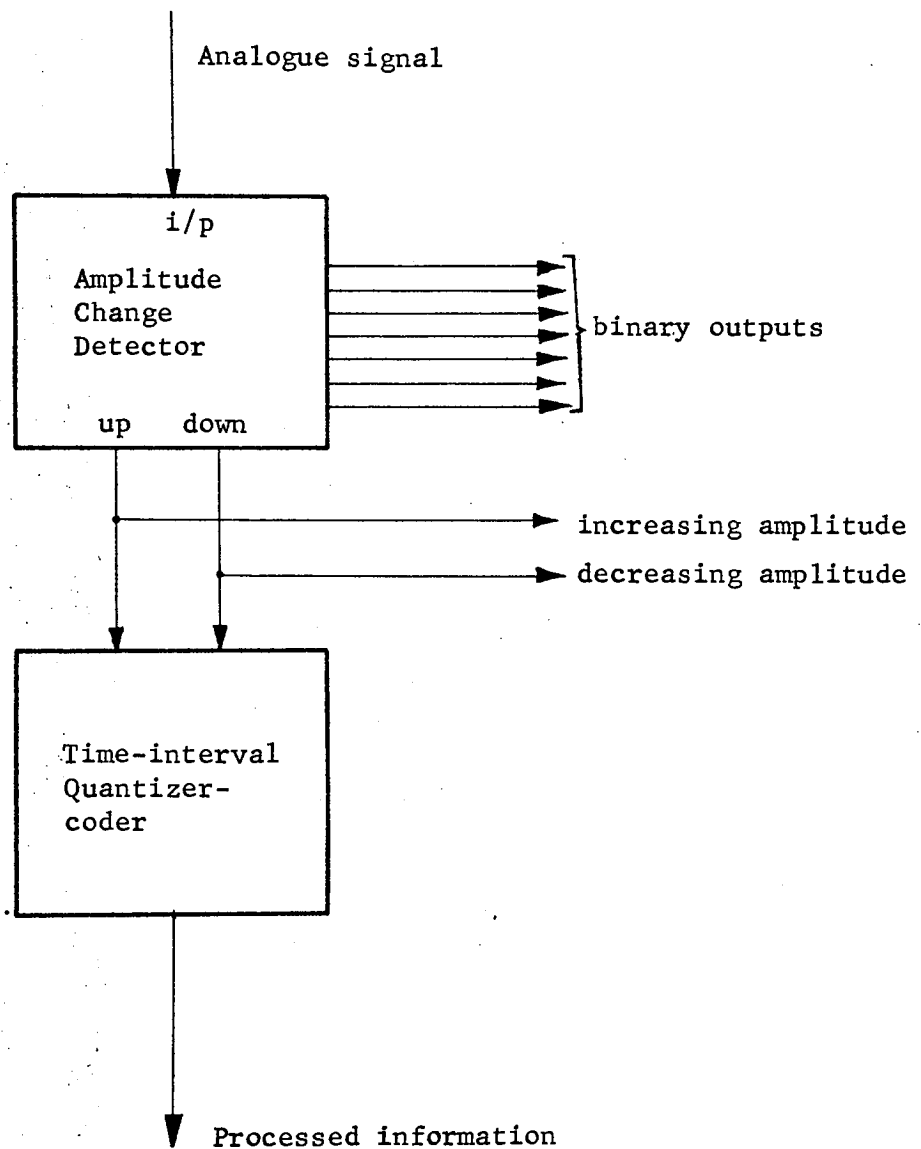 Analogue signal
i/p
Amplitude
Change
Detector
binary outputs
up down
increasing amplitude
decreasing amplitude
Time-interval
Quantizer-
coder
Processed information